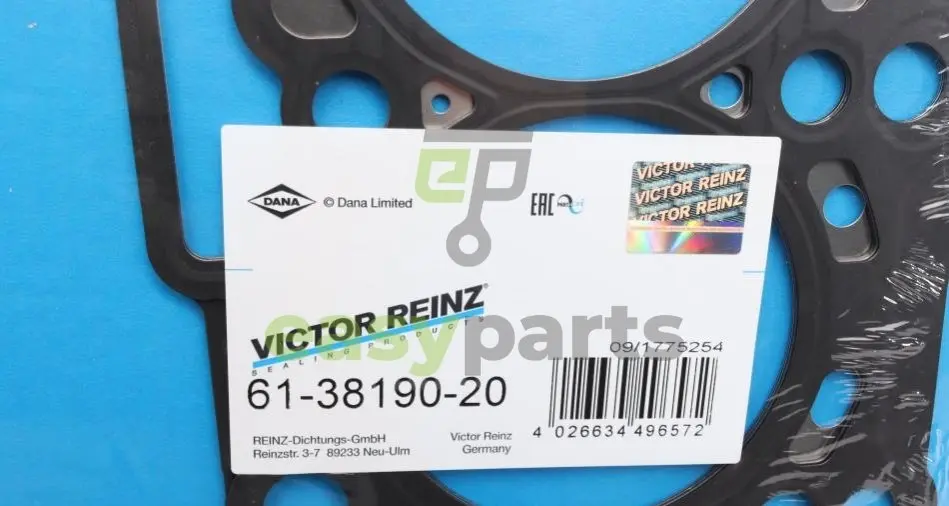 DANA
© Dana Limited
EAC
VICTOR REINZ
VICTOR REINZ
VICTOR REINZ
ep
easyparts
VICTOR REINZ®
SEALING PRODUCTS
09/1775254
61-38190-20
4 026634 496572
REINZ-Dichtungs-GmbH
Reinzstr. 3-7 89233 Neu-Ulm
Victor Reinz
Germany